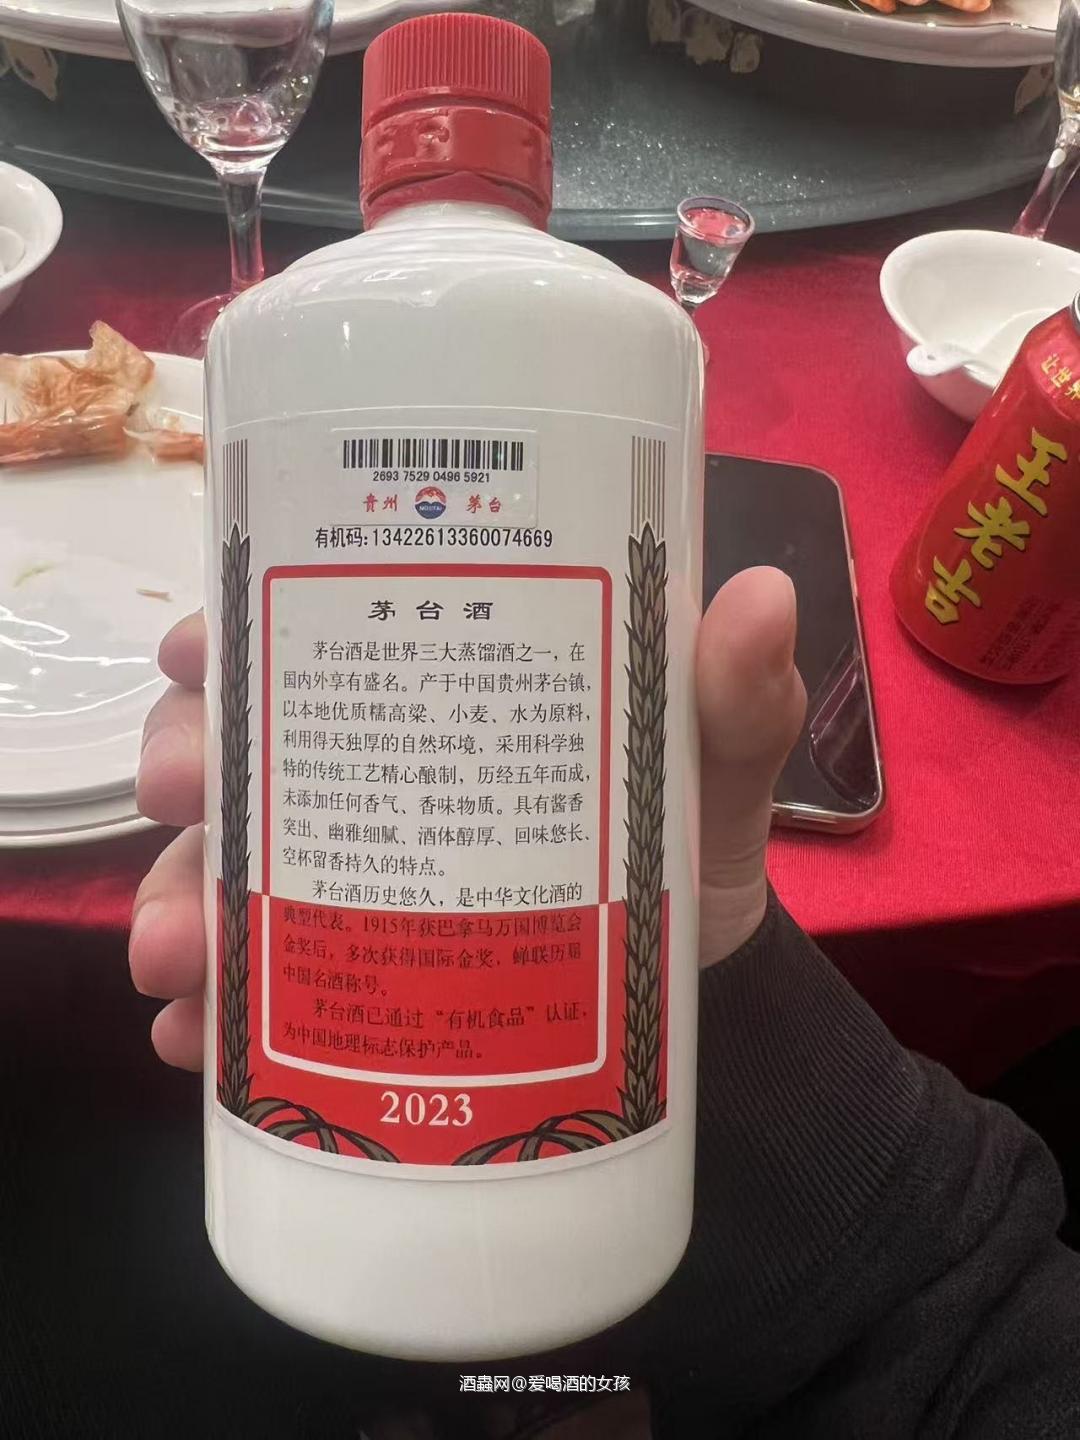 2693 7529 0496 5921
贵州 MOUTAI 茅台
有机码:13422613360074669
茅台酒
茅台酒是世界三大蒸馏酒之一，在
国内外享有盛名。产于中国贵州茅台镇，
以本地优质糯高粱、小麦、水为原料，
利用得天独厚的自然环境，采用科学独
特的传统工艺精心酿制，历经五年而成，
未添加任何香气、香味物质。具有酱香
突出、幽雅细腻、酒体醇厚、回味悠长、
空杯留香持久的特点。
茅台酒历史悠久，是中华文化酒的
典型代表。1915年获巴拿马万国博览会
金奖后，多次获得国际金奖，蝉联历届
中国名酒称号。
茅台酒已通过“有机食品”认证，
为中国地理标志保护产品。
2023
让世界
王老吉
酒蟲网@爱喝酒的女孩